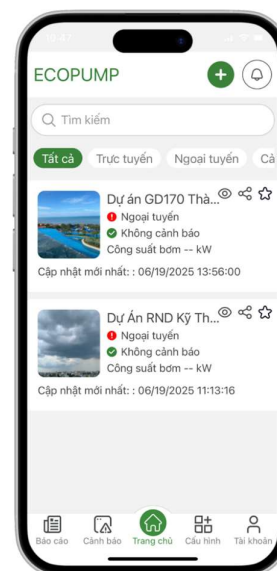 ECOPUMP
Tìm kiếm
Tất cả
Trực tuyến
Ngoại tuyến
Cả
Dự án GD170 Thà...
Ngoại tuyến
Không cảnh báo
Công suất bơm -- kW
Cập nhật mới nhất: : 06/19/2025 13:56:00
Dự Án RND Kỹ Th...
Ngoại tuyến
Không cảnh báo
Công suất bơm -- kW
Cập nhật mới nhất: : 06/19/2025 11:13:16
Báo cáo
Cảnh báo
Trang chủ
Cấu hình
Tài khoản